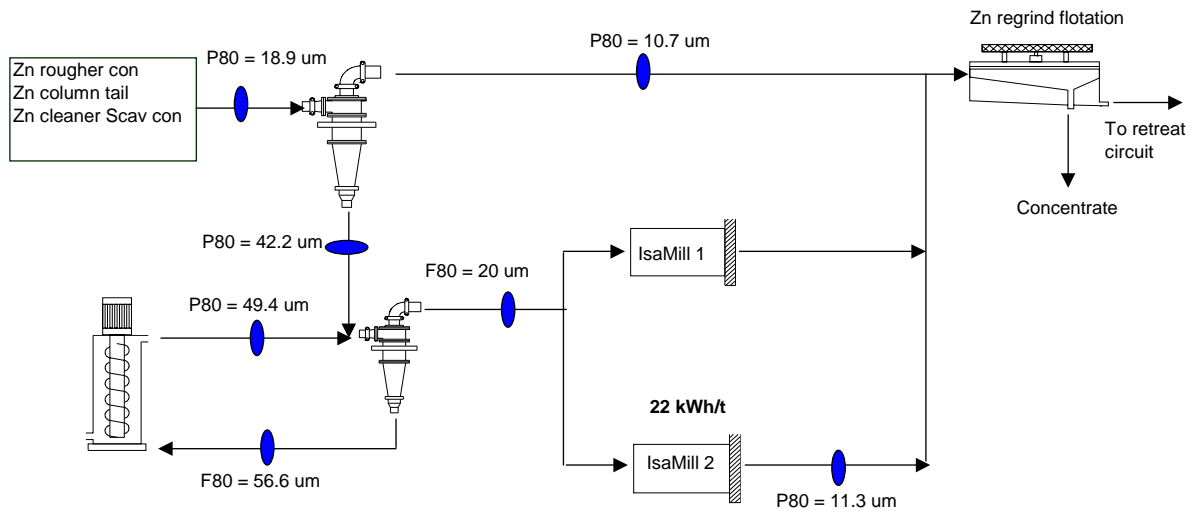 Zn regrind flotation
P80 = 10.7 um
P80 = 18.9 um
Zn rougher con
Zn column tail
Zn cleaner Scav con
To retreat
circuit
Concentrate
P80 = 42.2 um
F80 = 20 um
IsaMill 1
P80 = 49.4 um
22 kWh/t
IsaMill 2
F80 = 56.6 um
P80 = 11.3 um